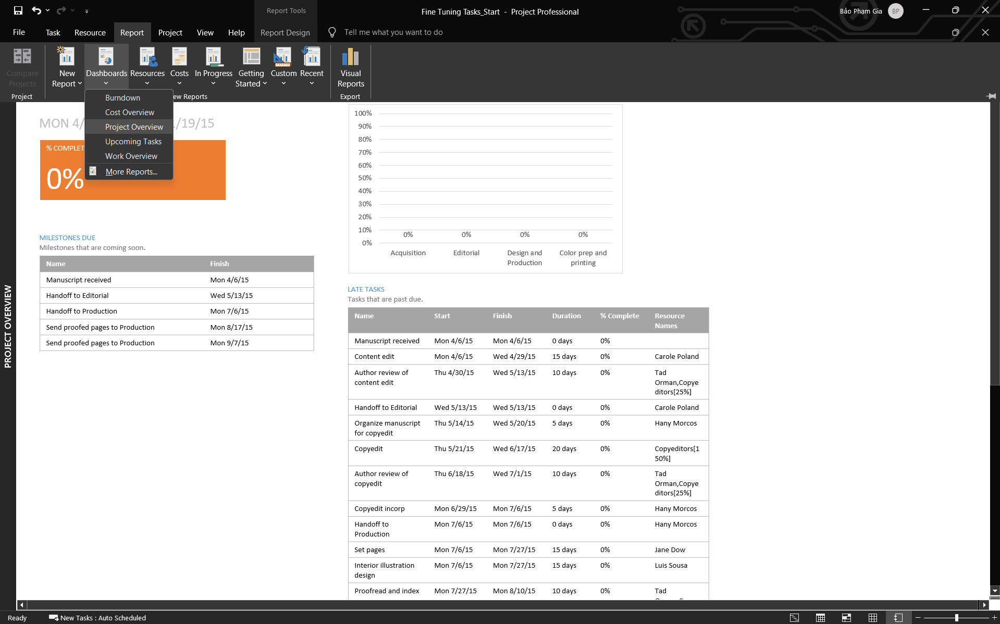 Report Tools
Fine Tuning Tasks_Start - Project Professional
Bảo Phạm Gia
BP
File
Task
Resource
Report
Project
View
Help
Report Design
Tell me what you want to do
Compare
Projects
New
Report
Dashboards
Resources
Costs
In Progress
Getting
Started
Custom
Recent
Visual
Reports
Project
ew Reports
Export
Burndown
Cost Overview
Project Overview
Upcoming Tasks
Work Overview
More Reports...
PROJECT OVERVIEW
MON 4/
/19/15
% COMPLET
0%
MILESTONES DUE
Milestones that are coming soon.
Name Finish
Manuscript received Mon 4/6/15
Handoff to Editorial Wed 5/13/15
Handoff to Production Mon 7/6/15
Send proofed pages to Production Mon 8/17/15
Send proofed pages to Production Mon 9/7/15
100%
90%
80%
70%
60%
50%
40%
30%
20%
10%
0%
0% 0% 0% 0%
Acquisition
Editorial
Design and
Production
Color prep and
printing
LATE TASKS
Tasks that are past due.
Name Start Finish Duration % Complete Resource
Names
Manuscript received Mon 4/6/15 Mon 4/6/15 0 days 0%
Content edit Mon 4/6/15 Wed 4/29/15 15 days 0% Carole Poland
Author review of Thu 4/30/15 Wed 5/13/15 10 days 0% Tad
content edit Orman,Copye
ditors[25%]
Handoff to Editorial Wed 5/13/15 Wed 5/13/15 0 days 0% Carole Poland
Organize manuscript Thu 5/14/15 Wed 5/20/15 5 days 0% Hany Morcos
for copyedit
Copyedit Thu 5/21/15 Wed 6/17/15 20 days 0% Copyeditors[1
50%]
Author review of Thu 6/18/15 Wed 7/1/15 10 days 0% Tad
copyedit Orman,Copye
ditors[25%]
Copyedit incorp Mon 6/29/15 Mon 7/6/15 5 days 0% Hany Morcos
Handoff to Mon 7/6/15 Mon 7/6/15 0 days 0% Hany Morcos
Production
Set pages Mon 7/6/15 Mon 7/27/15 15 days 0% Jane Dow
Interior illustration Mon 7/6/15 Mon 7/27/15 15 days 0% Luis Sousa
design
Proofread and index Mon 7/27/15 Mon 8/10/15 10 days 0% Tad
Ready
New Tasks : Auto Scheduled